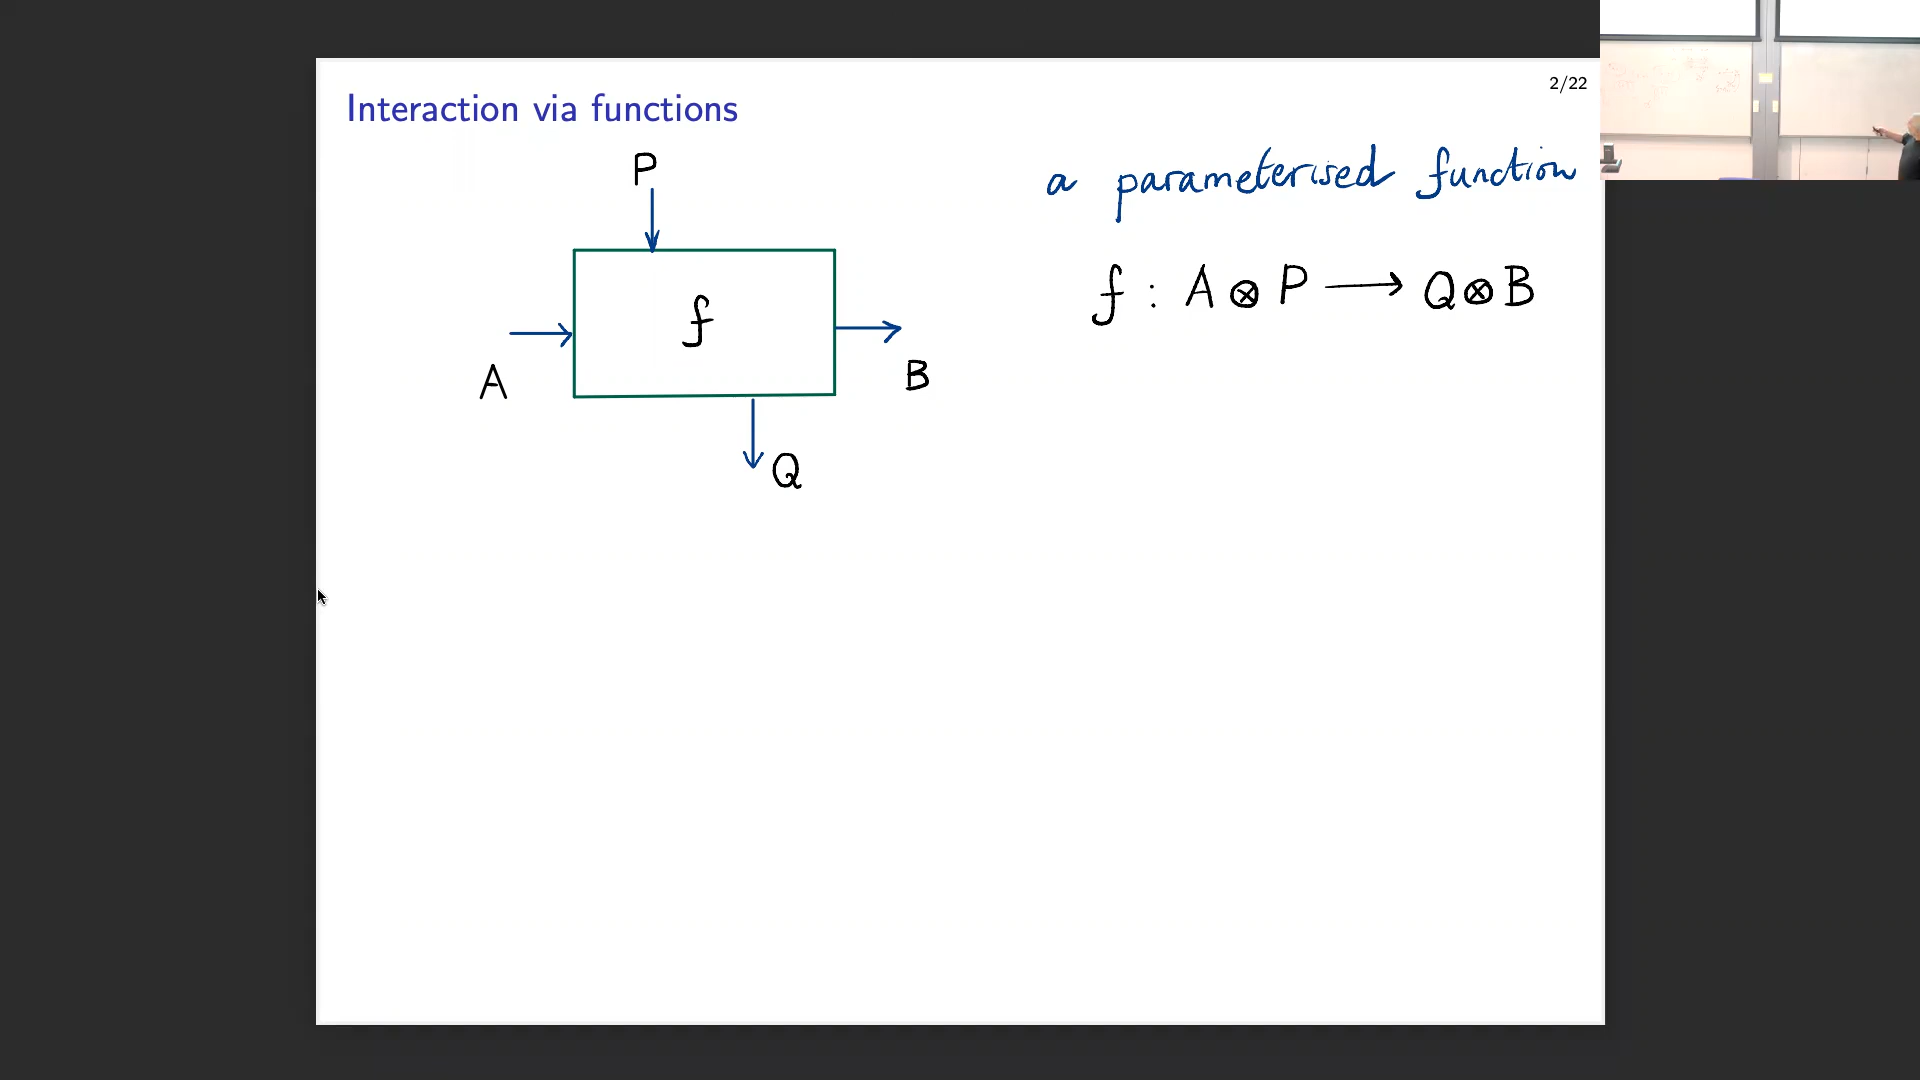 2/22
Interaction via functions
P
a parameterised function
f : A ⊗ P ⟶ Q ⊗ B
f
A
B
Q